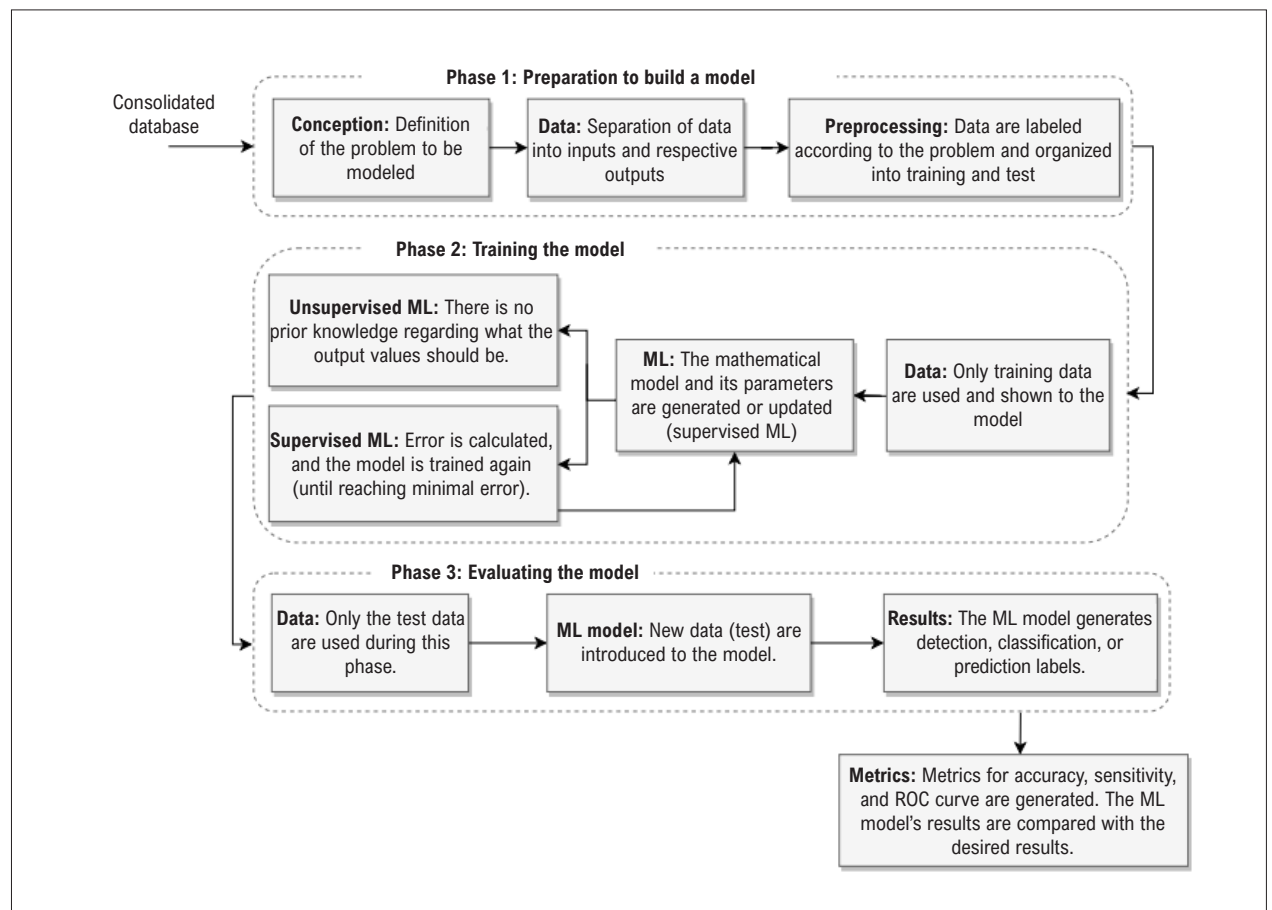 Phase 1: Preparation to build a model
Consolidated
database
Conception: Definition
of the problem to be
modeled
Data: Separation of data
into inputs and respective
outputs
Preprocessing: Data are labeled
according to the problem and organized
into training and test
Phase 2: Training the model
Unsupervised ML: There is no
prior knowledge regarding what the
output values should be.
Supervised ML: Error is calculated,
and the model is trained again
(until reaching minimal error).
ML: The mathematical
model and its parameters
are generated or updated
(supervised ML)
Data: Only training data
are used and shown to the
model
Phase 3: Evaluating the model
Data: Only the test data
are used during this
phase.
ML model: New data (test) are
introduced to the model.
Results: The ML model generates
detection, classification, or
prediction labels.
Metrics: Metrics for accuracy, sensitivity,
and ROC curve are generated. The ML
model’s results are compared with the
desired results.